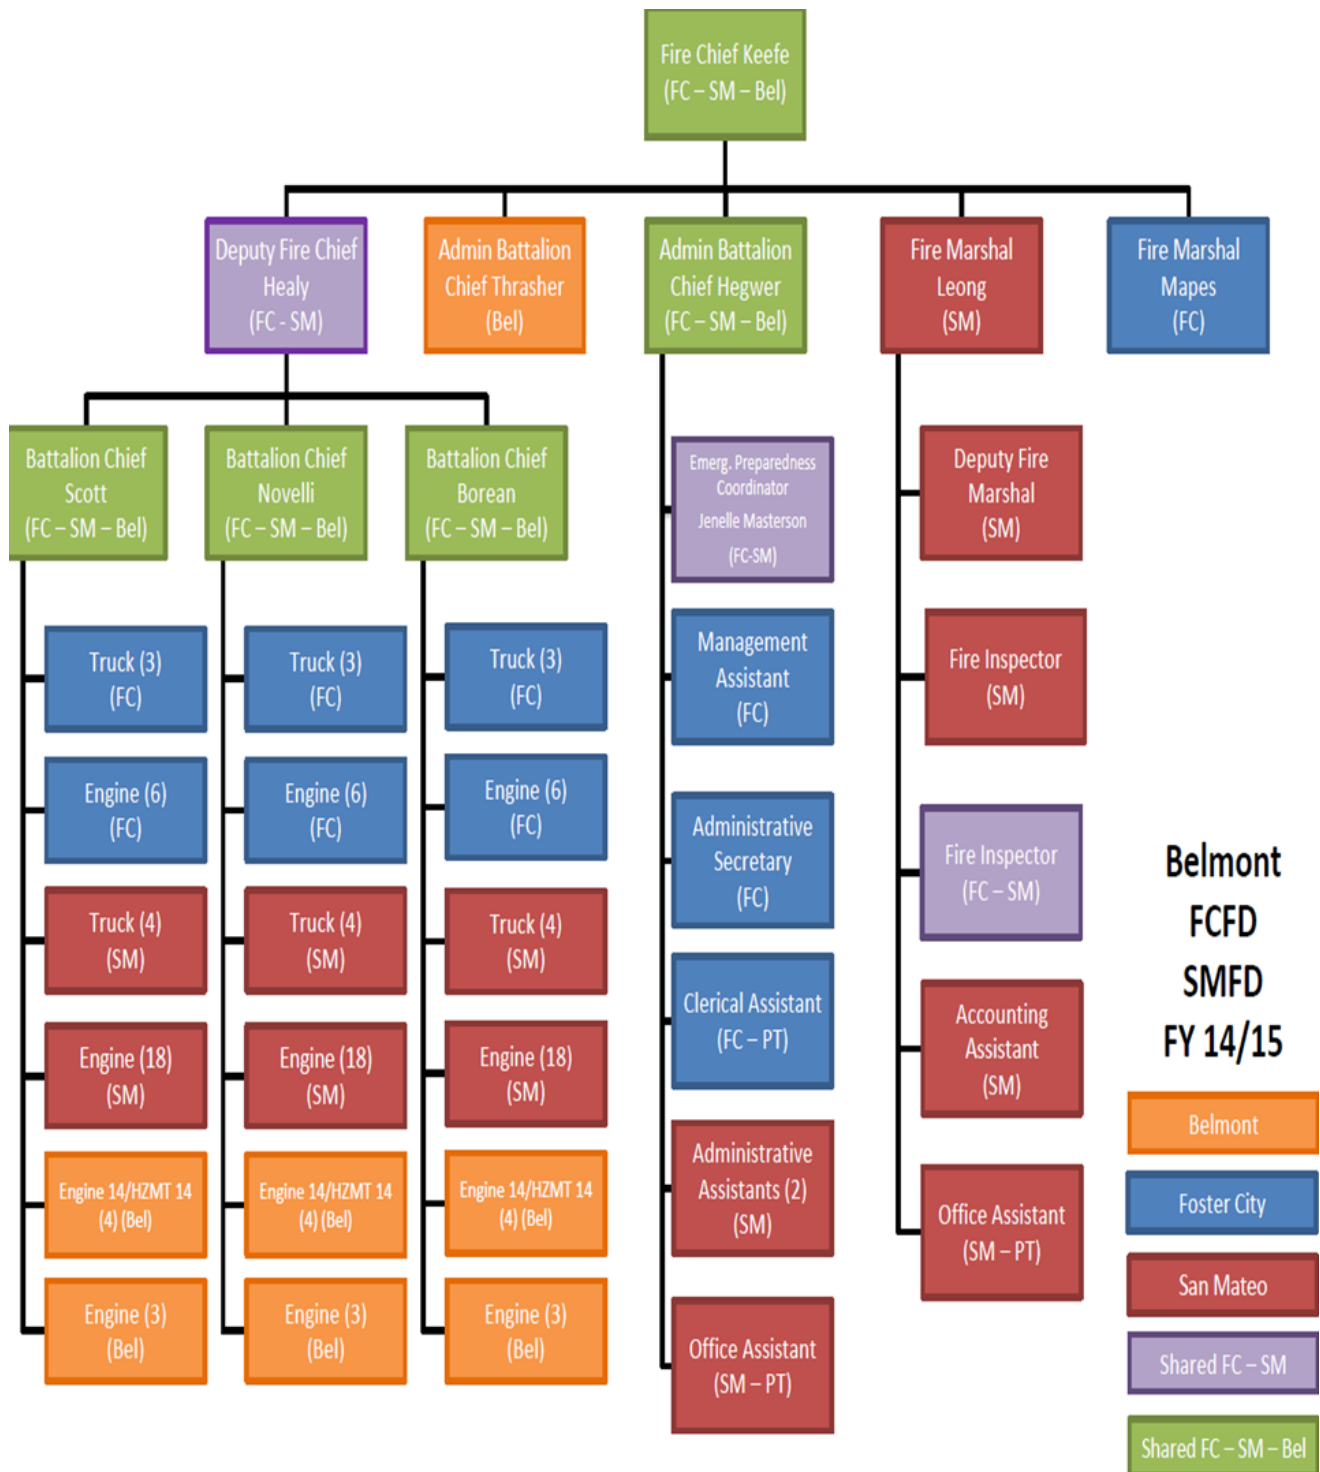 Fire Chief Keefe
(FC – SM – Bel)
Deputy Fire Chief
Healy
(FC - SM)
Admin Battalion
Chief Thrasher
(Bel)
Admin Battalion
Chief Hegwer
(FC – SM – Bel)
Fire Marshal
Leong
(SM)
Fire Marshal
Mapes
(FC)
Battalion Chief
Scott
(FC – SM – Bel)
Battalion Chief
Novelli
(FC – SM – Bel)
Battalion Chief
Borean
(FC – SM – Bel)
Truck (3)
(FC)
Engine (6)
(FC)
Truck (4)
(SM)
Engine (18)
(SM)
Engine 14/HZMT 14
(4) (Bel)
Engine (3)
(Bel)
Truck (3)
(FC)
Engine (6)
(FC)
Truck (4)
(SM)
Engine (18)
(SM)
Engine 14/HZMT 14
(4) (Bel)
Engine (3)
(Bel)
Truck (3)
(FC)
Engine (6)
(FC)
Truck (4)
(SM)
Engine (18)
(SM)
Engine 14/HZMT 14
(4) (Bel)
Engine (3)
(Bel)
Emerg. Preparedness
Coordinator
Jenelle Masterson
(FC-SM)
Management
Assistant
(FC)
Administrative
Secretary
(FC)
Clerical Assistant
(FC – PT)
Administrative
Assistants (2)
(SM)
Office Assistant
(SM – PT)
Deputy Fire
Marshal
(SM)
Fire Inspector
(SM)
Fire Inspector
(FC – SM)
Accounting
Assistant
(SM)
Office Assistant
(SM – PT)
Belmont
FCFD
SMFD
FY 14/15
Belmont
Foster City
San Mateo
Shared FC – SM
Shared FC – SM – Bel